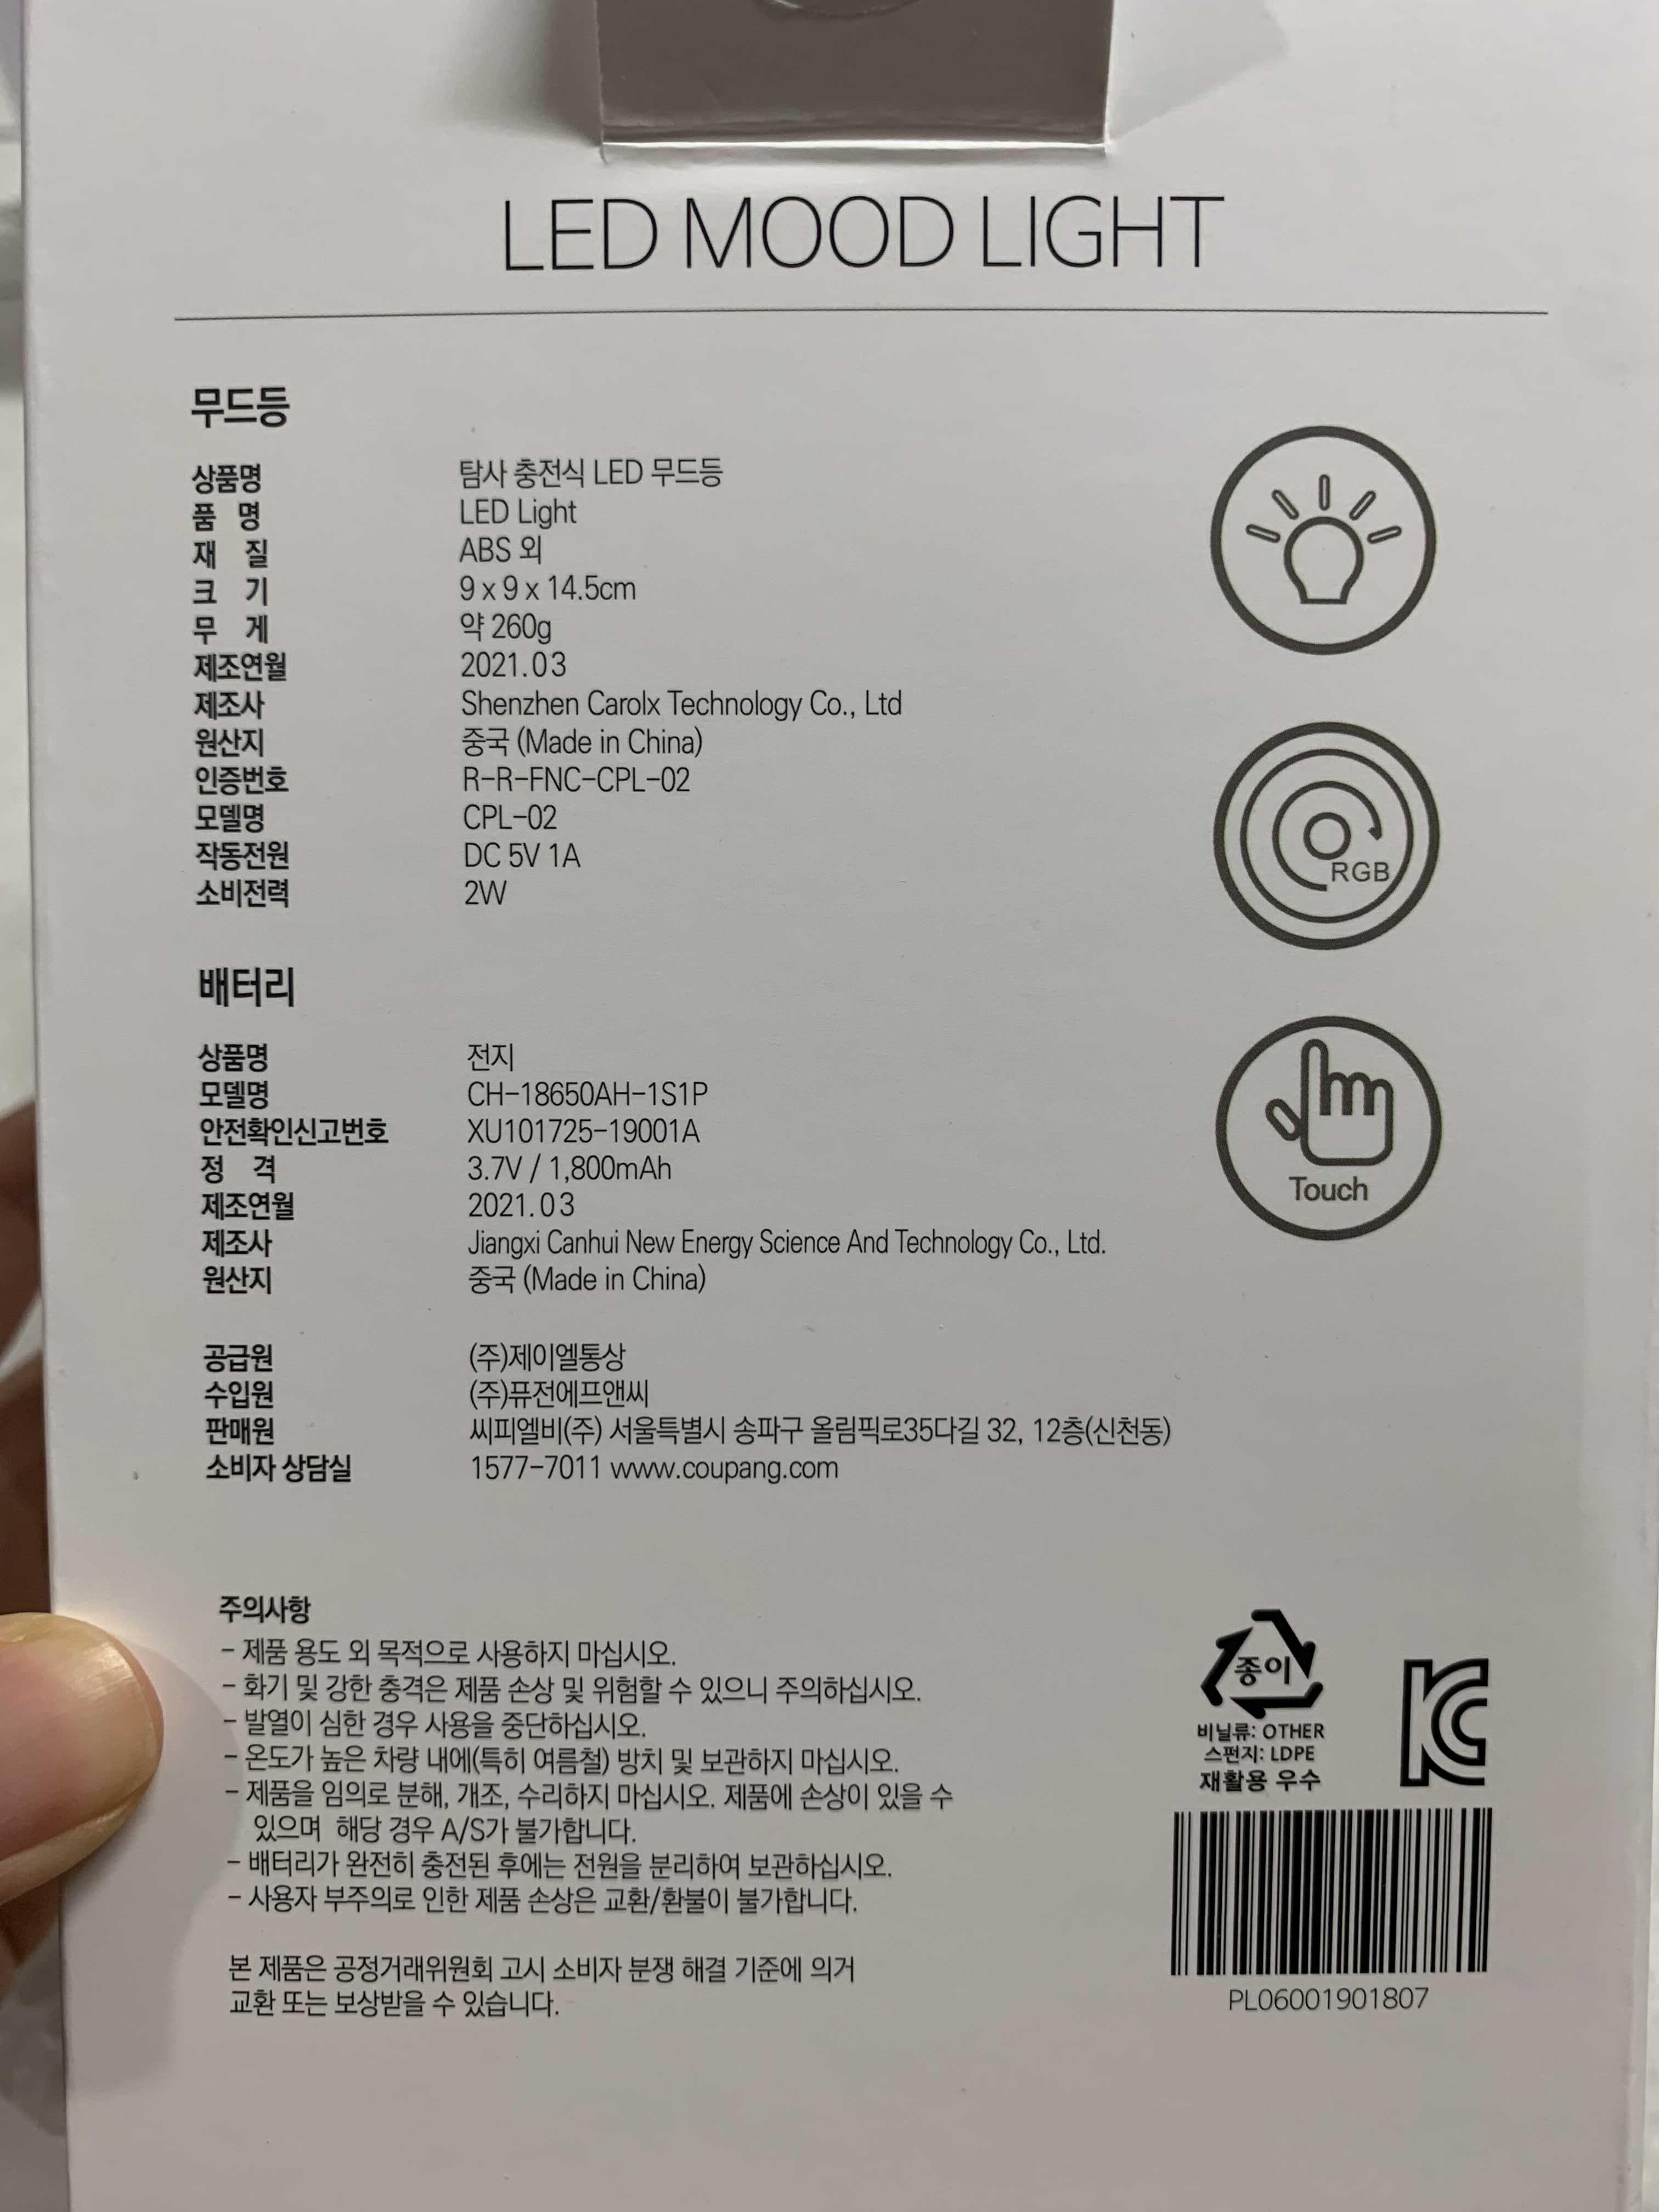 LED MOOD LIGHT
무드등
상품명 탐사 충전식 LED 무드등
품 명 LED Light
재 질 ABS 외
크 기 9 x 9 x 14.5cm
무 게 약 260g
제조연월 2021.03
제조사 Shenzhen Carolx Technology Co., Ltd
원산지 중국 (Made in China)
인증번호 R-R-FNC-CPL-02
모델명 CPL-02
작동전원 DC 5V 1A
소비전력 2W
RGB
배터리
상품명 전지
모델명 CH-18650AH-1S1P
안전확인신고번호 XU101725-19001A
정 격 3.7V / 1,800mAh
제조연월 2021.03
제조사 Jiangxi Canhui New Energy Science And Technology Co., Ltd.
원산지 중국 (Made in China)
Touch
공급원 (주)제이엘통상
수입원 (주)퓨전에프앤씨
판매원 씨피엘비(주) 서울특별시 송파구 올림픽로35다길 32, 12층(신천동)
소비자 상담실 1577-7011 www.coupang.com
주의사항
- 제품 용도 외 목적으로 사용하지 마십시오.
- 화기 및 강한 충격은 제품 손상 및 위험할 수 있으니 주의하십시오.
- 발열이 심한 경우 사용을 중단하십시오.
- 온도가 높은 차량 내에(특히 여름철) 방치 및 보관하지 마십시오.
- 제품을 임의로 분해, 개조, 수리하지 마십시오. 제품에 손상이 있을 수
있으며 해당 경우 A/S가 불가합니다.
- 배터리가 완전히 충전된 후에는 전원을 분리하여 보관하십시오.
- 사용자 부주의로 인한 제품 손상은 교환/환불이 불가합니다.
본 제품은 공정거래위원회 고시 소비자 분쟁 해결 기준에 의거
교환 또는 보상받을 수 있습니다.
종이
비닐류: OTHER
스펀지: LDPE
재활용 우수
KC
PL06001901807